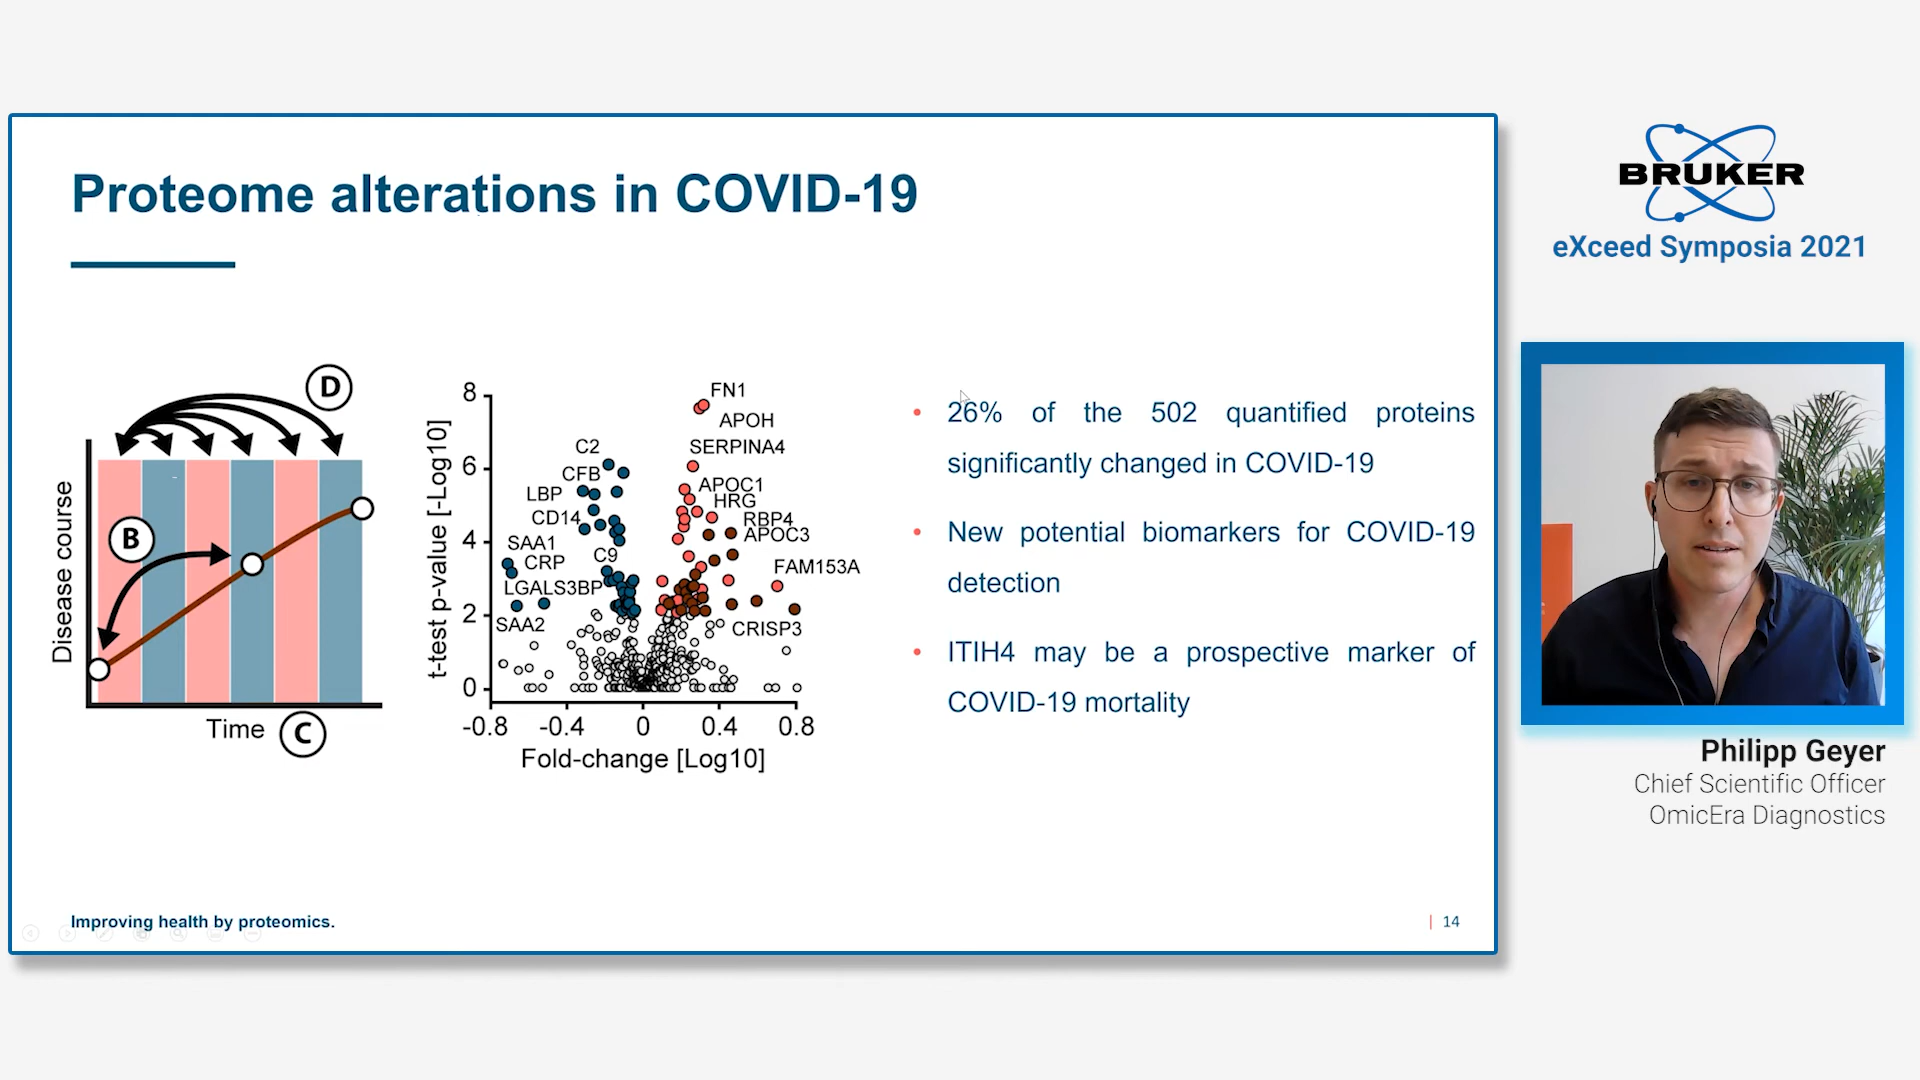 Proteome alterations in COVID-19
D
B
C
Disease course
Time
t-test p-value [-Log10]
8
6
4
2
0
-0.8 -0.4 0 0.4 0.8
Fold-change [Log10]
FN1
APOH
SERPINA4
C2
CFB
LBP
CD14
APOC1
HRG
RBP4
APOC3
SAA1
CRP
C9
LGALS3BP
SAA2
FAM153A
CRISP3
• 26% of the 502 quantified proteins
significantly changed in COVID-19
• New potential biomarkers for COVID-19
detection
• ITIH4 may be a prospective marker of
COVID-19 mortality
Improving health by proteomics.
| 14
BRUKER
eXceed Symposia 2021
Philipp Geyer
Chief Scientific Officer
OmicEra Diagnostics